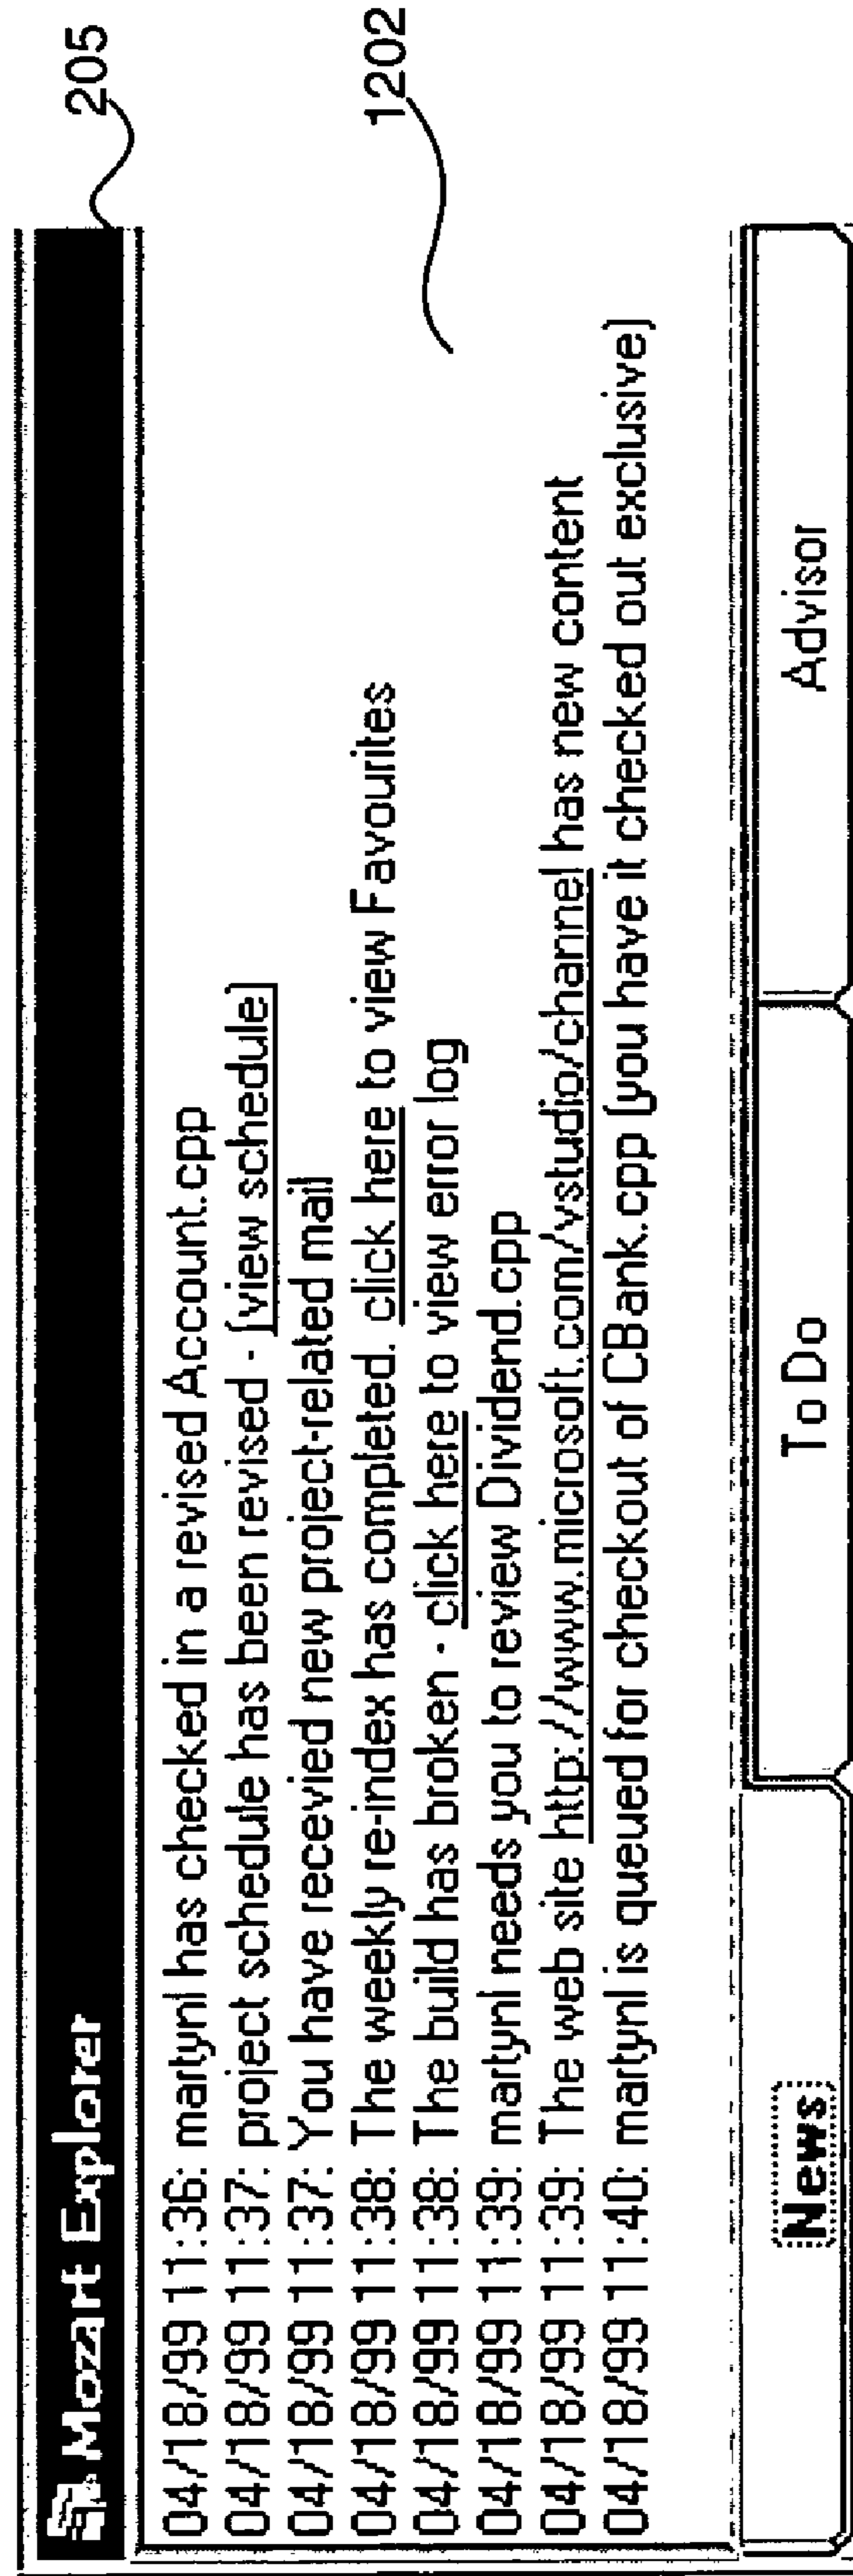 Mozart Explorer
205
04/18/99 11:36: martynl has checked in a revised Account.cpp
04/18/99 11:37: project schedule has been revised - (view schedule)
04/18/99 11:37: You have recevied new project-related mail
04/18/99 11:38: The weekly re-index has completed. click here to view Favourites
04/18/99 11:38: The build has broken - click here to view error log
04/18/99 11:39: martynl needs you to review Dividend.cpp
04/18/99 11:39: The web site http://www.microsoft.com/vstudio/channel has new content
04/18/99 11:40: martynl is queued for checkout of CBank.cpp (you have it checked out exclusive)
1202
News
To Do
Advisor